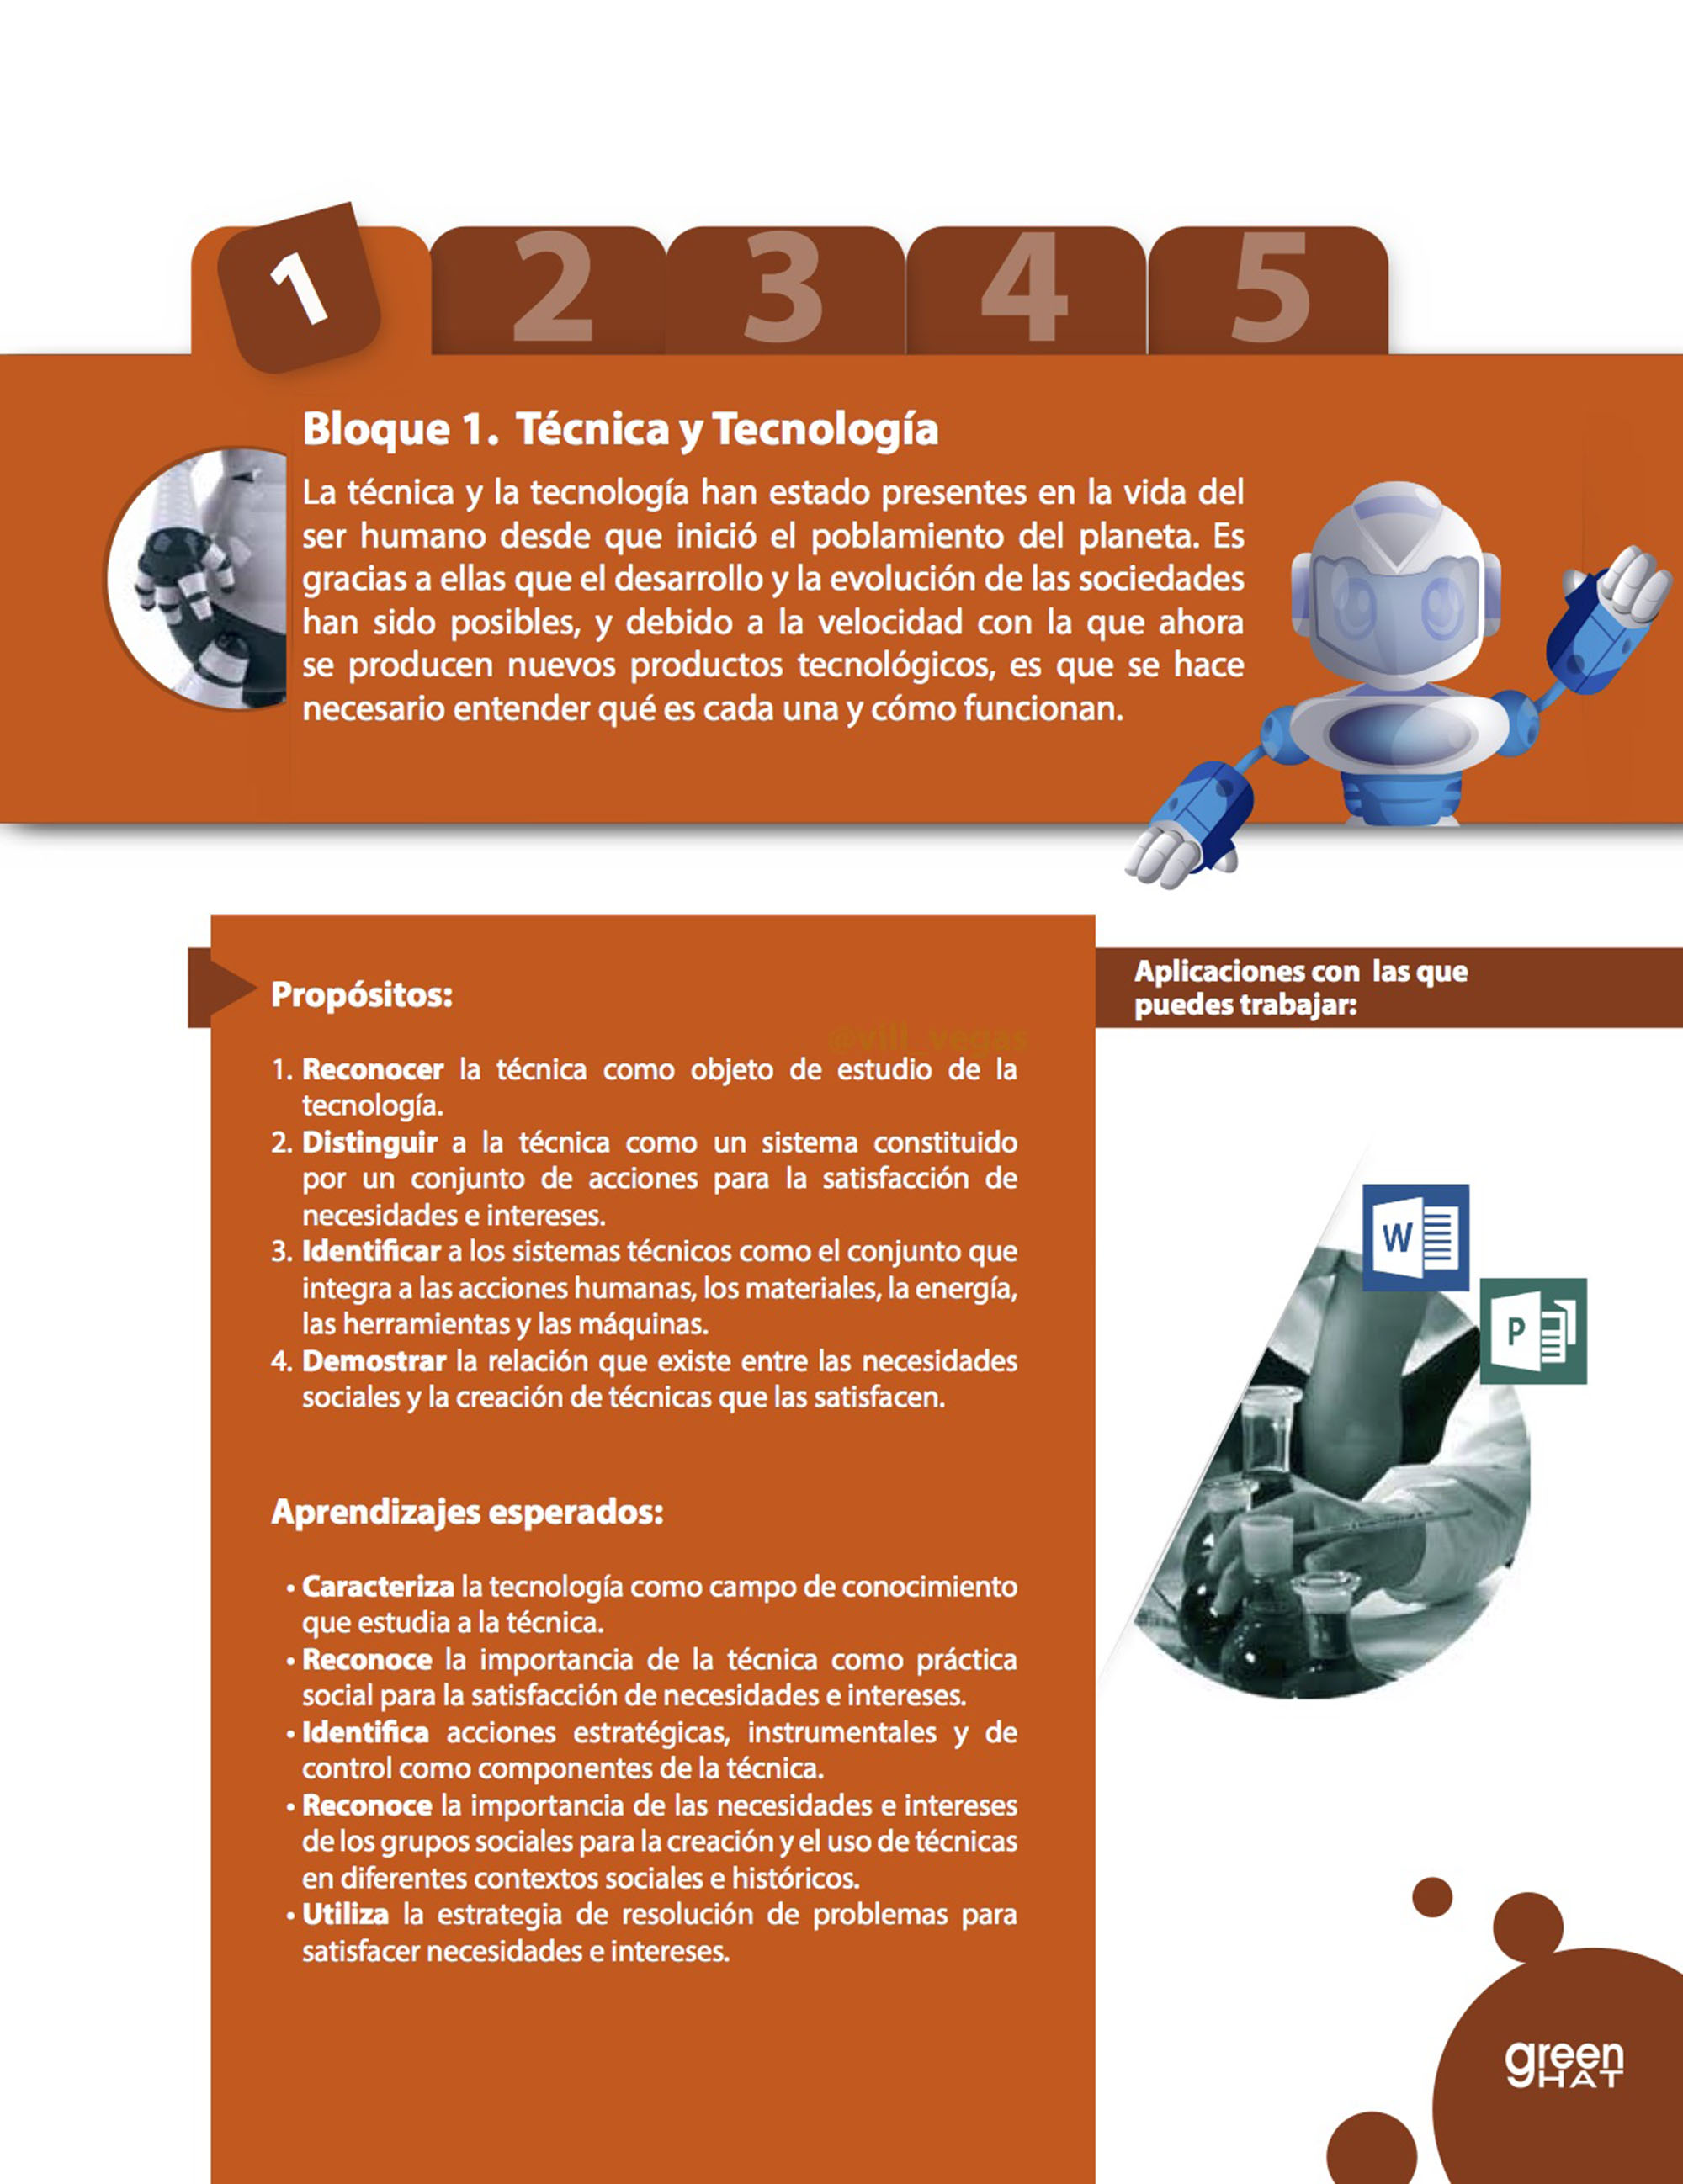 1 2 3 4 5
Bloque 1. Técnica y Tecnología
La técnica y la tecnología han estado presentes en la vida del
ser humano desde que inició el poblamiento del planeta. Es
gracias a ellas que el desarrollo y la evolución de las sociedades
han sido posibles, y debido a la velocidad con la que ahora
se producen nuevos productos tecnológicos, es que se hace
necesario entender qué es cada una y cómo funcionan.
Propósitos:
@vill_vegas
1. Reconocer la técnica como objeto de estudio de la
tecnología.
2. Distinguir a la técnica como un sistema constituido
por un conjunto de acciones para la satisfacción de
necesidades e intereses.
3. Identificar a los sistemas técnicos como el conjunto que
integra a las acciones humanas, los materiales, la energía,
las herramientas y las máquinas.
4. Demostrar la relación que existe entre las necesidades
sociales y la creación de técnicas que las satisfacen.
Aprendizajes esperados:
• Caracteriza la tecnología como campo de conocimiento
que estudia a la técnica.
• Reconoce la importancia de la técnica como práctica
social para la satisfacción de necesidades e intereses.
• Identifica acciones estratégicas, instrumentales y de
control como componentes de la técnica.
• Reconoce la importancia de las necesidades e intereses
de los grupos sociales para la creación y el uso de técnicas
en diferentes contextos sociales e históricos.
• Utiliza la estrategia de resolución de problemas para
satisfacer necesidades e intereses.
Aplicaciones con las que
puedes trabajar:
W
P
green
HAT